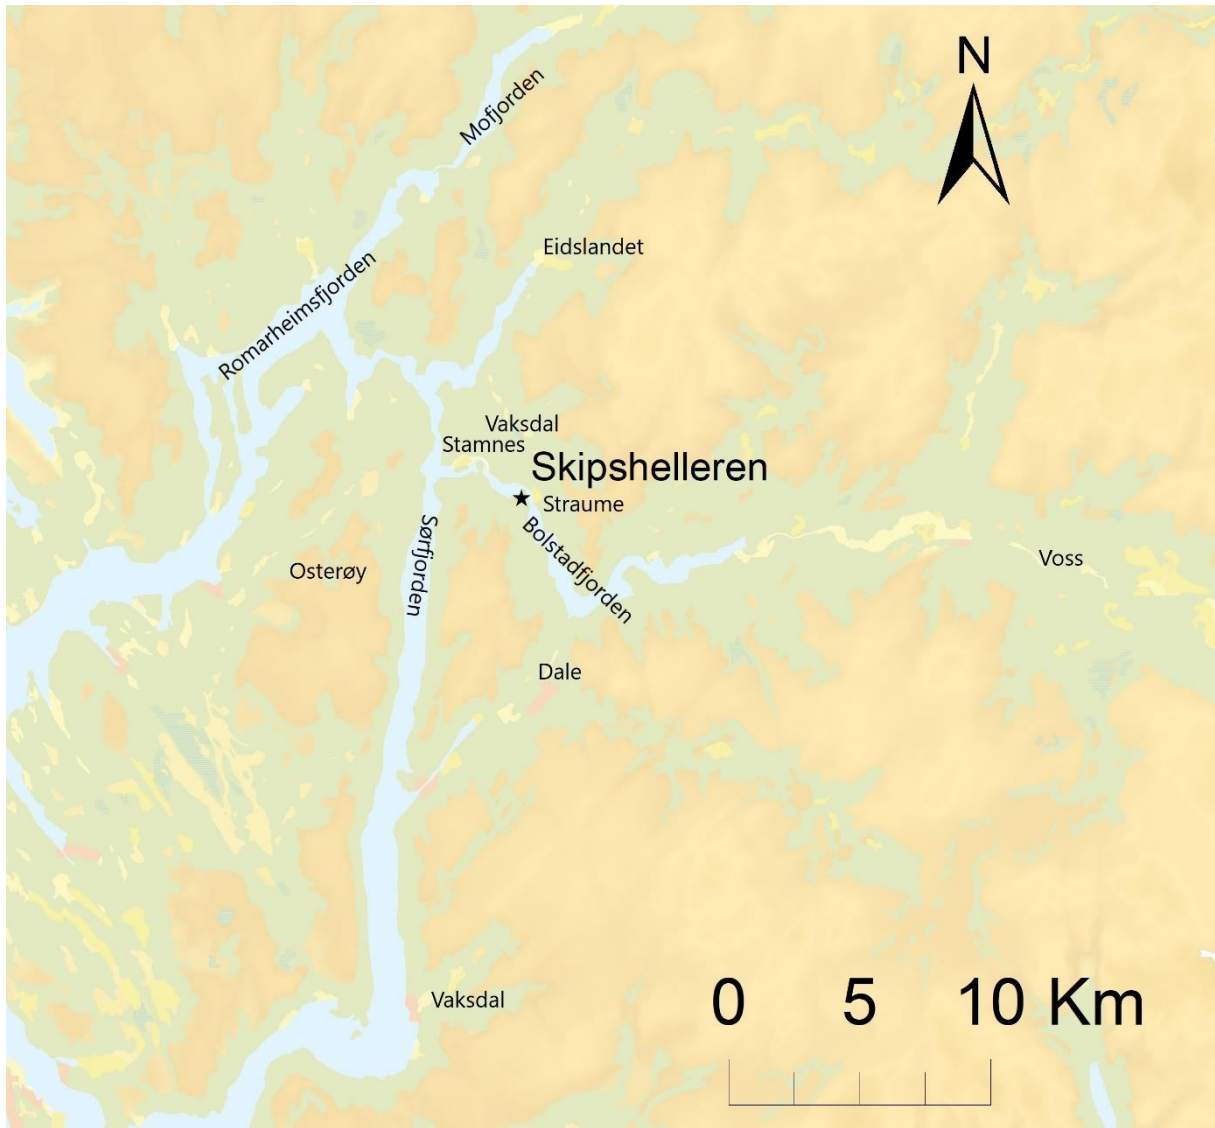 N
Mofjorden
Eidslandet
Romarheimsfjorden
Vaksdal
Stamnes
Skipshelleren
Straume
Sørfjorden
Bolstadfjorden
Osterøy
Voss
Dale
Vaksdal
0 5 10 Km